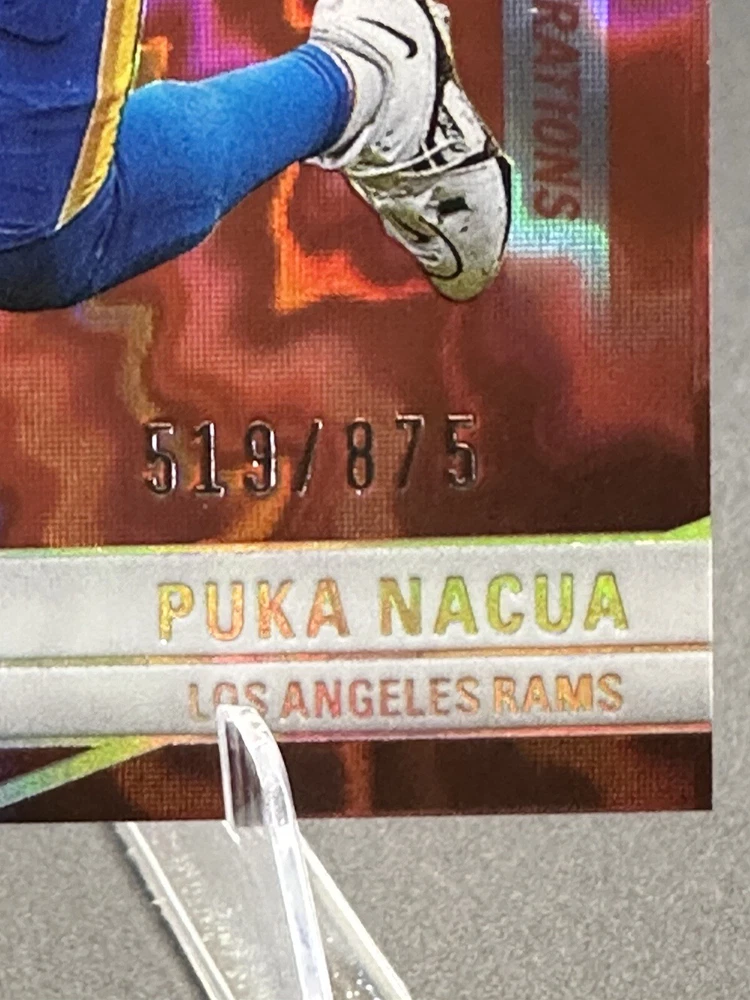 RATIONS
519/875
PUKA NACUA
LOS ANGELES RAMS